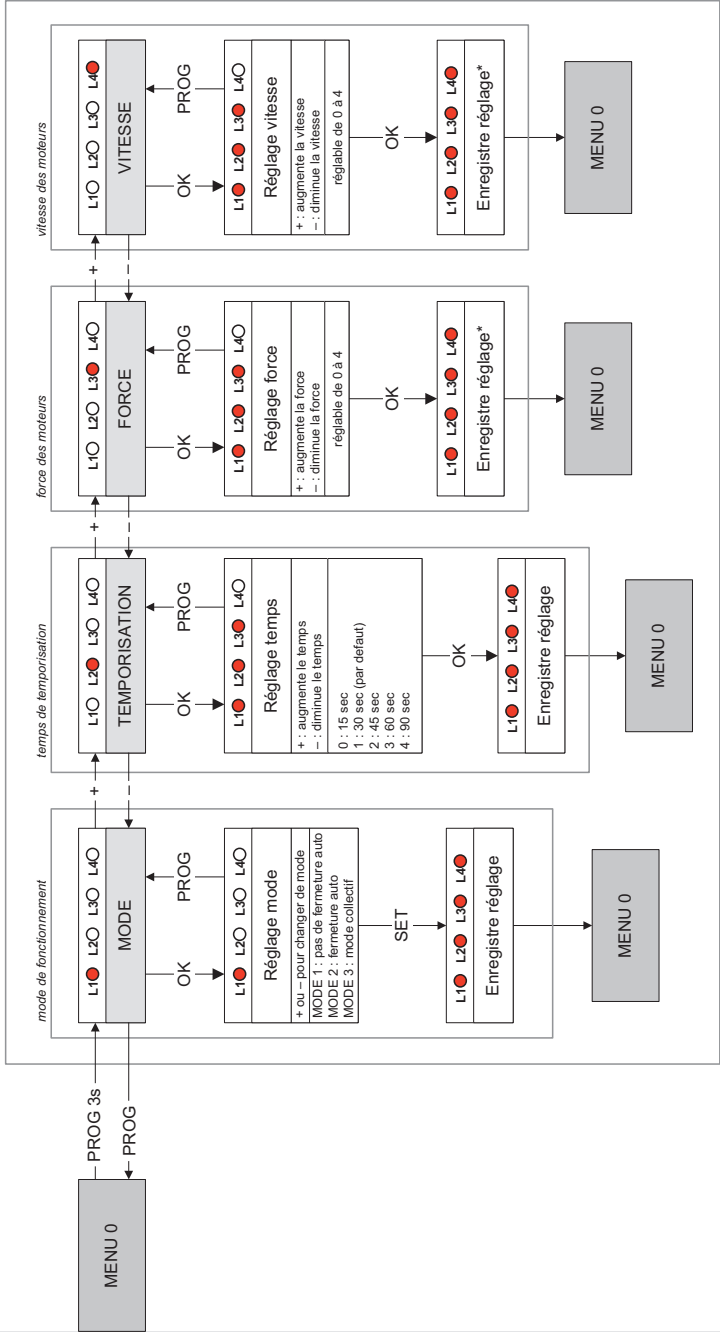 MENU 0
PROG 3s
PROG
mode de fonctionnement
L1 L2 L3 L4
MODE
OK
PROG
L1 L2 L3 L4
Réglage mode
+ ou – pour changer de mode
MODE 1 : pas de fermeture auto
MODE 2 : fermeture auto
MODE 3 : mode collectif
SET
L1 L2 L3 L4
Enregistre réglage
MENU 0
+
–
temps de temporisation
L1 L2 L3 L4
TEMPORISATION
OK
PROG
L1 L2 L3 L4
Réglage temps
+ : augmente le temps
– : diminue le temps
0 : 15 sec
1 : 30 sec (par defaut)
2 : 45 sec
3 : 60 sec
4 : 90 sec
OK
L1 L2 L3 L4
Enregistre réglage
MENU 0
+
–
force des moteurs
L1 L2 L3 L4
FORCE
OK
PROG
L1 L2 L3 L4
Réglage force
+ : augmente la force
– : diminue la force
réglable de 0 à 4
OK
L1 L2 L3 L4
Enregistre réglage*
MENU 0
+
–
vitesse des moteurs
L1 L2 L3 L4
VITESSE
OK
PROG
L1 L2 L3 L4
Réglage vitesse
+ : augmente la vitesse
– : diminue la vitesse
réglable de 0 à 4
OK
L1 L2 L3 L4
Enregistre réglage*
MENU 0